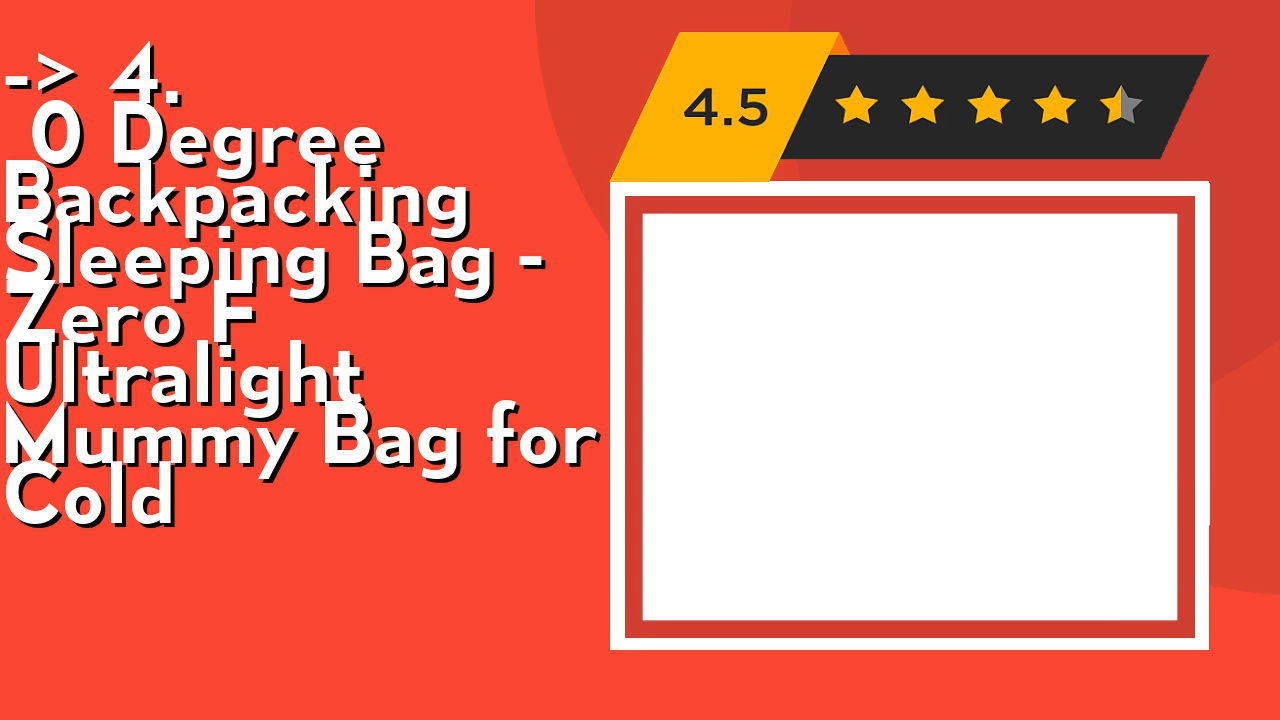 -> 4.
0 Degree
Backpacking
Sleeping Bag -
Zero F
Ultralight
Mummy Bag for
Cold
4.5